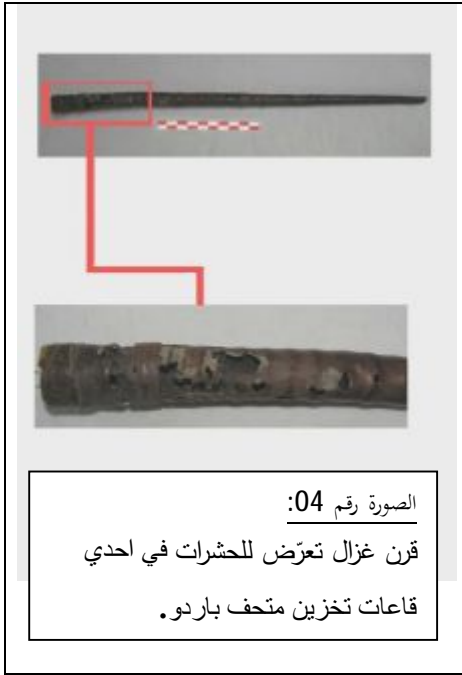 الصورة رقم 04:
قرن غزال تعرّض للحشرات في احدي
قاعات تخزين متحف باردو.